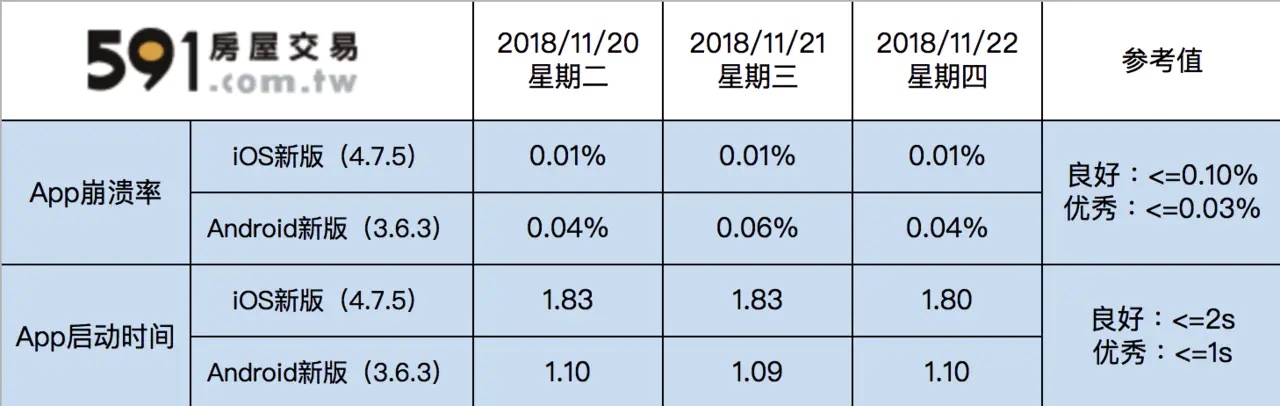 591 房屋交易
.com.tw
2018/11/20
星期二
2018/11/21
星期三
2018/11/22
星期四
参考值
App崩溃率
iOS新版（4.7.5）
0.01%
0.01%
0.01%
良好：<=0.10%
优秀：<=0.03%
Android新版（3.6.3）
0.04%
0.06%
0.04%
App启动时间
iOS新版（4.7.5）
1.83
1.83
1.80
良好：<=2s
优秀：<=1s
Android新版（3.6.3）
1.10
1.09
1.10